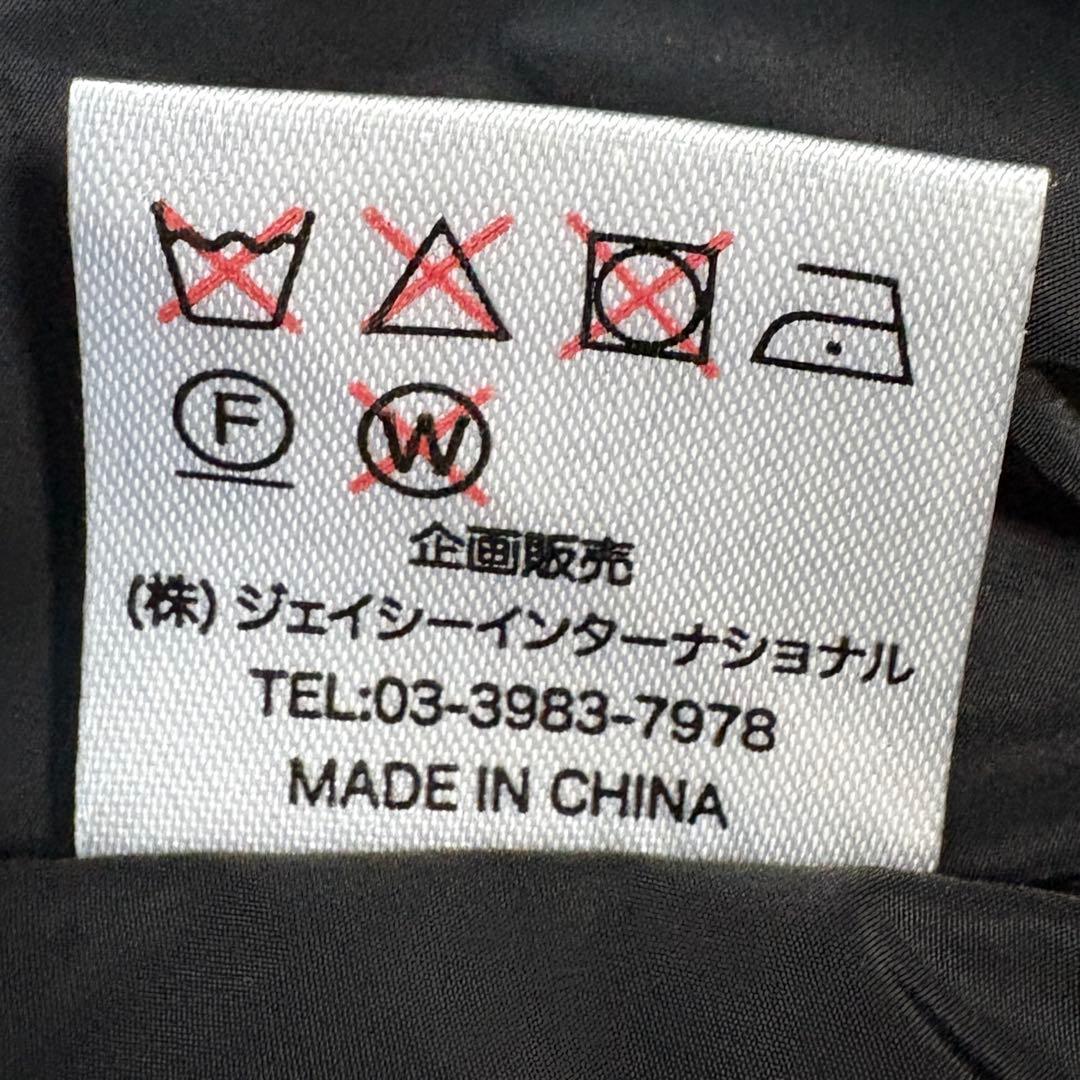 F W
企画販売
(株) ジェイシーインターナショナル
TEL:03-3983-7978
MADE IN CHINA